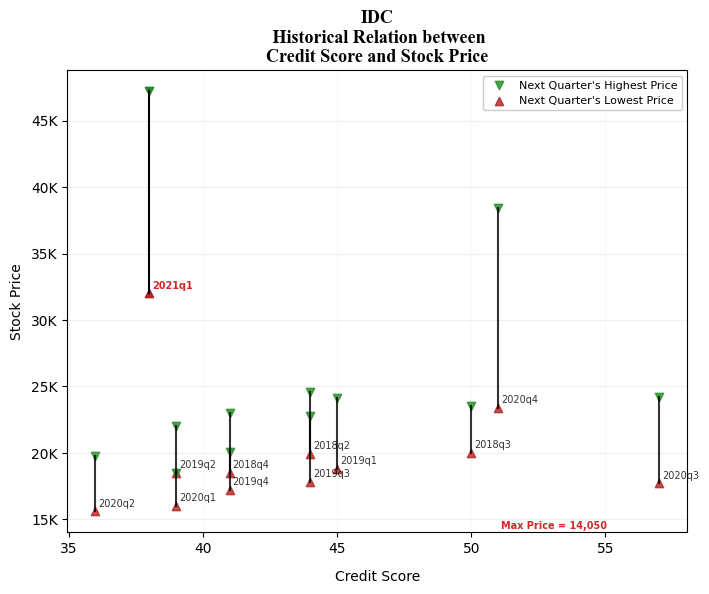 IDC
Historical Relation between
Credit Score and Stock Price
Next Quarter's Highest Price
Next Quarter's Lowest Price
45K
40K
35K
30K
25K
20K
15K
Stock Price
2021q1
2020q4
2018q2
2018q3
2019q1
2019q2
2018q4
2019q3
2020q3
2019q4
2020q1
2020q2
Max Price = 14,050
35
40
45
50
55
Credit Score